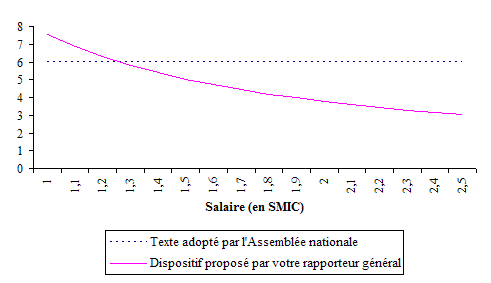 8
7
6
5
4
3
2
1
0
1 1,1 1,2 1,3 1,4 1,5 1,6 1,7 1,8 1,9 2 2,1 2,2 2,3 2,4 2,5
Salaire (en SMIC)
Texte adopté par l'Assemblée nationale
Dispositif proposé par votre rapporteur général